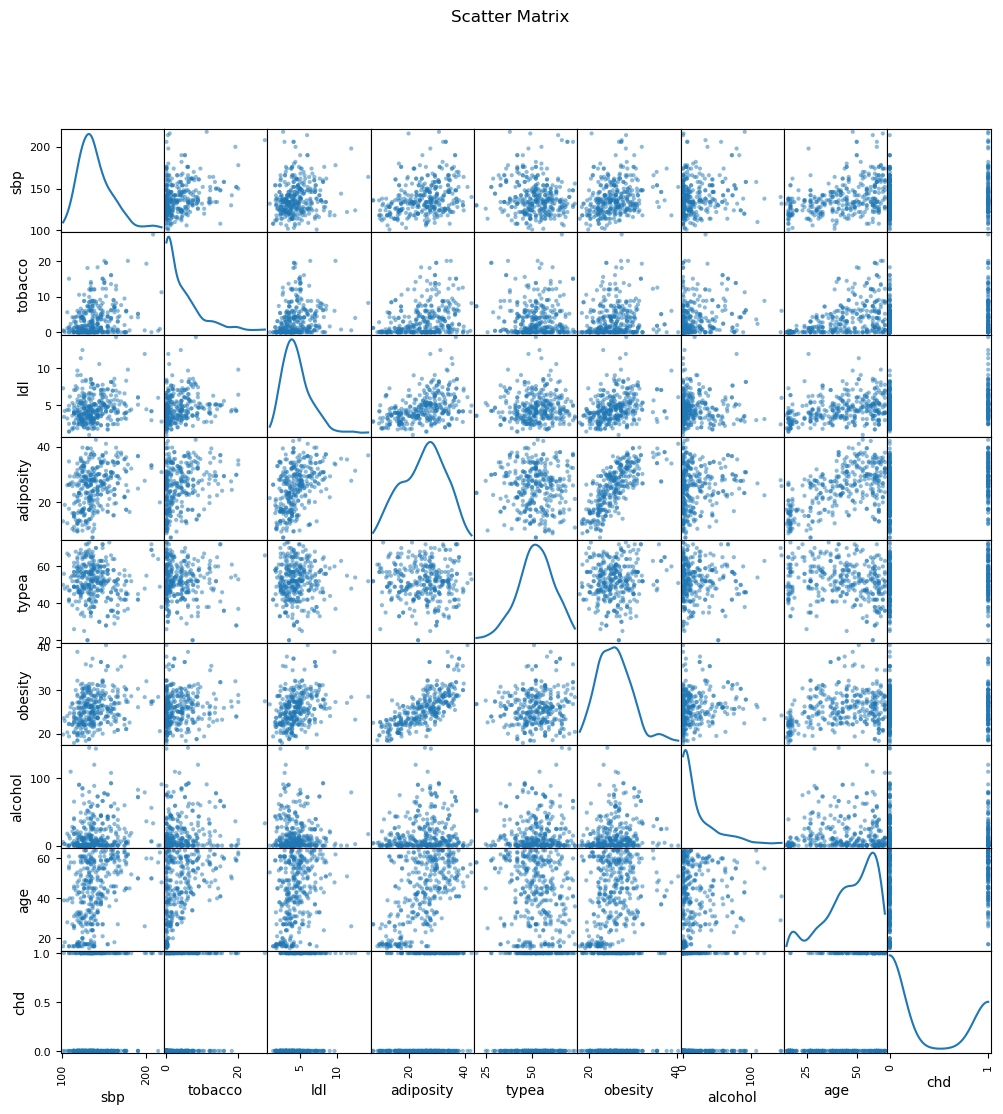 Scatter Matrix
200
150
100
sbp
20
10
0
tobacco
10
5
ldl
40
20
adiposity
60
40
20
typea
40
30
20
obesity
100
0
alcohol
60
40
20
age
1.0
0.5
0.0
chd
100 200 0 20 5 10 20 40 25 50 20 40 0 100 25 50 0 1
sbp tobacco ldl adiposity typea obesity alcohol age chd